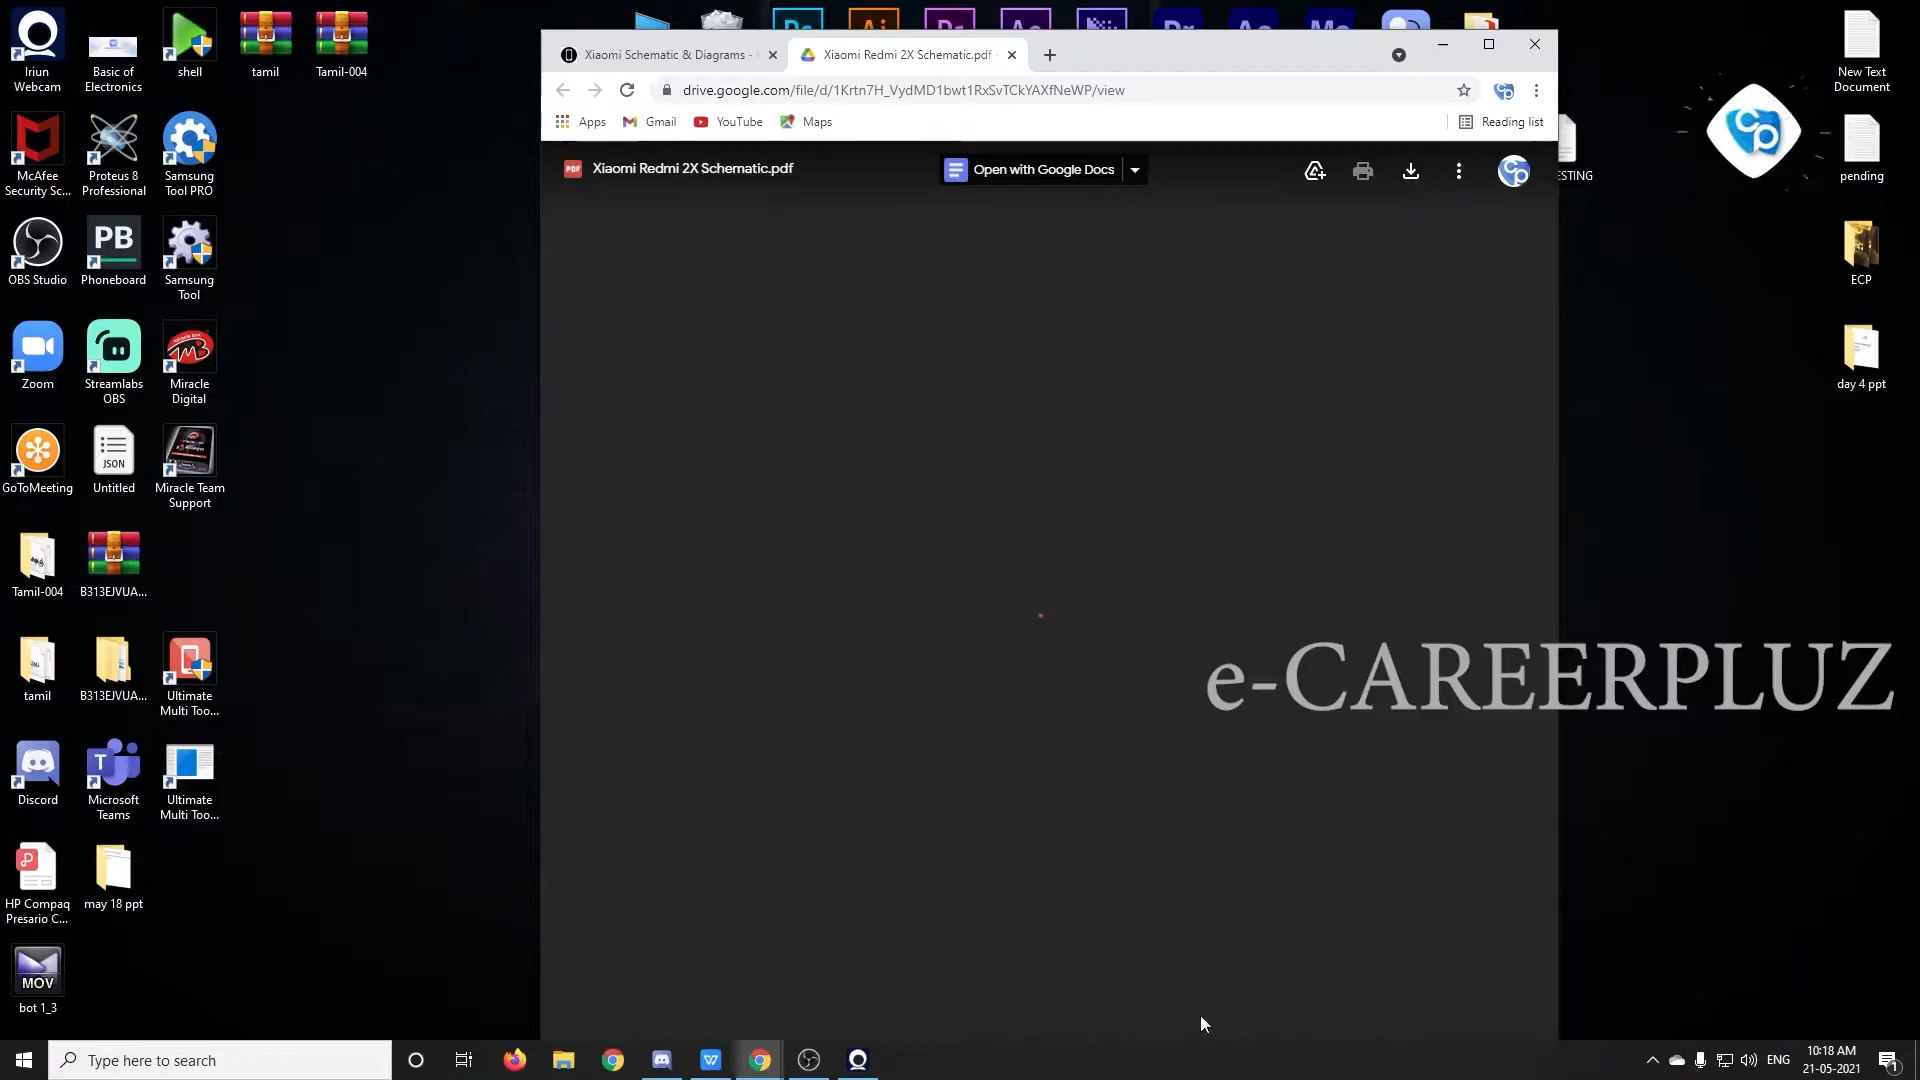 Iriun
Webcam
Basic of
Electronics
shell
tamil
Tamil-004
McAfee
Security Sc...
Proteus 8
Professional
Samsung
Tool PRO
PB
OBS Studio
Phoneboard
Samsung
Tool
Zoom
Streamlabs
OBS
Miracle
Digital
JSON
GoToMeeting
Untitled
Miracle Team
Support
Tamil-004
B313EJVUA...
tamil
B313EJVUA...
Ultimate
Multi Too...
Discord
Microsoft
Teams
Ultimate
Multi Too...
HP Compaq
Presario C...
may 18 ppt
MOV
bot 1_3
Xiaomi Schematic & Diagrams -
Xiaomi Redmi 2X Schematic.pdf
drive.google.com/file/d/1Krtn7H_VydMD1bwt1RxSvTCkYAXfNeWP/view
Apps
Gmail
YouTube
Maps
Reading list
PDF
Xiaomi Redmi 2X Schematic.pdf
Open with Google Docs
New Text
Document
ESTING
pending
ECP
day 4 ppt
e-CAREERPLUZ
Type here to search
ENG
10:18 AM
21-05-2021
1